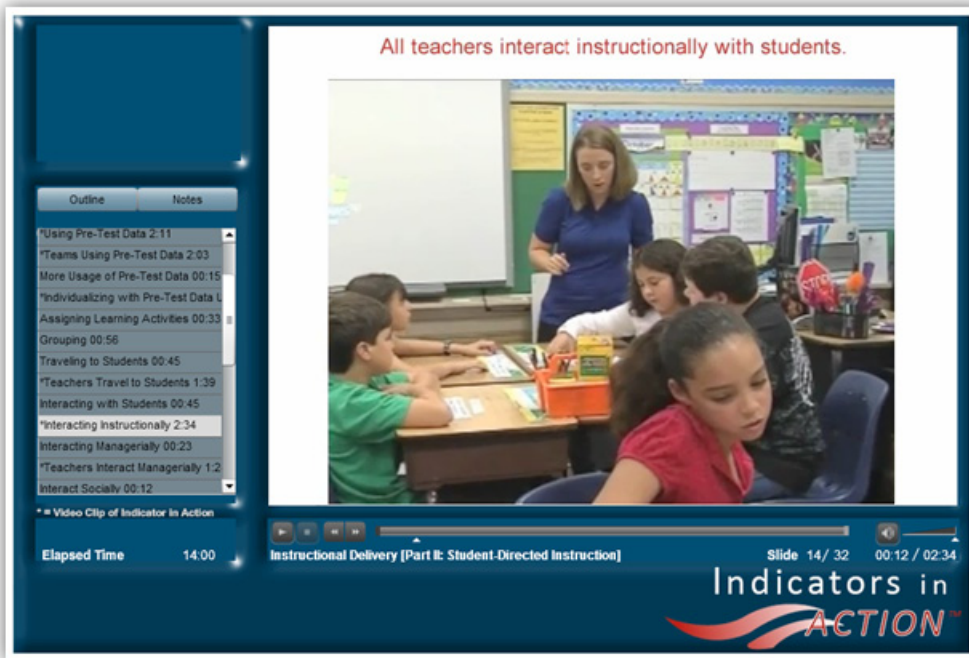 All teachers interact instructionally with students.
STOP
Outline Notes
*Using Pre-Test Data 2:11
*Teams Using Pre-Test Data 2:03
More Usage of Pre-Test Data 00:15
*Individualizing with Pre-Test Data U
Assigning Learning Activities 00:33
Grouping 00:56
Traveling to Students 00:45
*Teachers Travel to Students 1:39
Interacting with Students 00:45
*Interacting Instructionally 2:34
Interacting Managerially 00:23
*Teachers Interact Managerially 1:2
Interact Socially 00:12
* = Video Clip of Indicator in Action
Elapsed Time 14:00
Instructional Delivery [Part II: Student-Directed Instruction] Slide 14/ 32 00:12 / 02:34
Indicators in
ACTION™